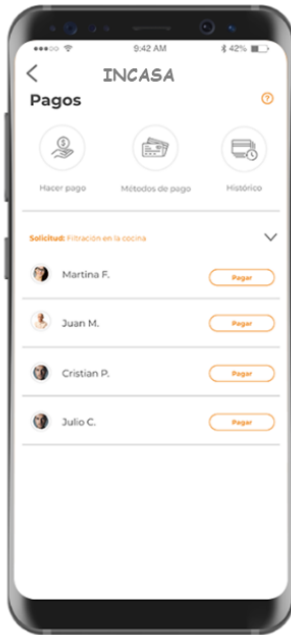 9:42 AM 42%
INCASA
Pagos
?
$
Hacer pago Métodos de pago Histórico
Solicitud: Filtración en la cocina
Martina F. Pagar
Juan M. Pagar
Cristian P. Pagar
Julio C. Pagar